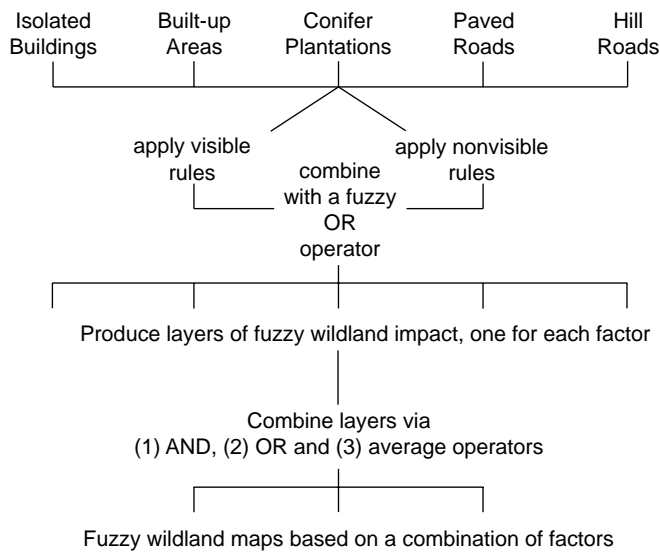 Isolated Buildings
Built-up Areas
Conifer Plantations
Paved Roads
Hill Roads
apply visible rules
apply nonvisible rules
combine
with a fuzzy
OR
operator
Produce layers of fuzzy wildland impact, one for each factor
Combine layers via
(1) AND, (2) OR and (3) average operators
Fuzzy wildland maps based on a combination of factors